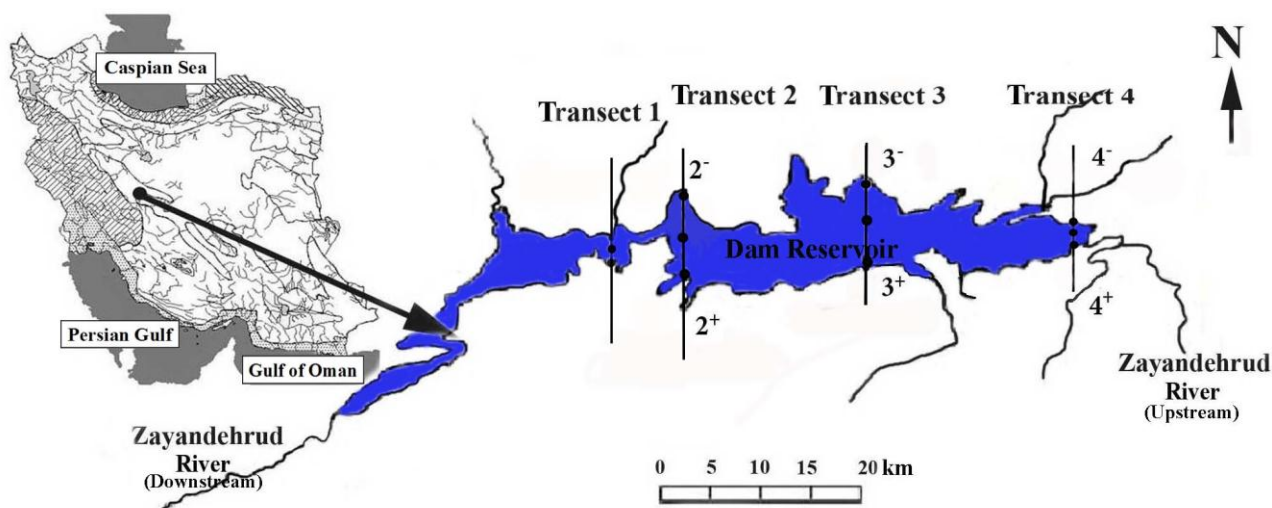 Caspian Sea
Persian Gulf
Gulf of Oman
N
Transect 1
Transect 2
Transect 3
Transect 4
2-
3-
4-
Dam Reservoir
2+
3+
4+
Zayandehrud
River
(Upstream)
Zayandehrud
River
(Downstream)
0 5 10 15 20 km